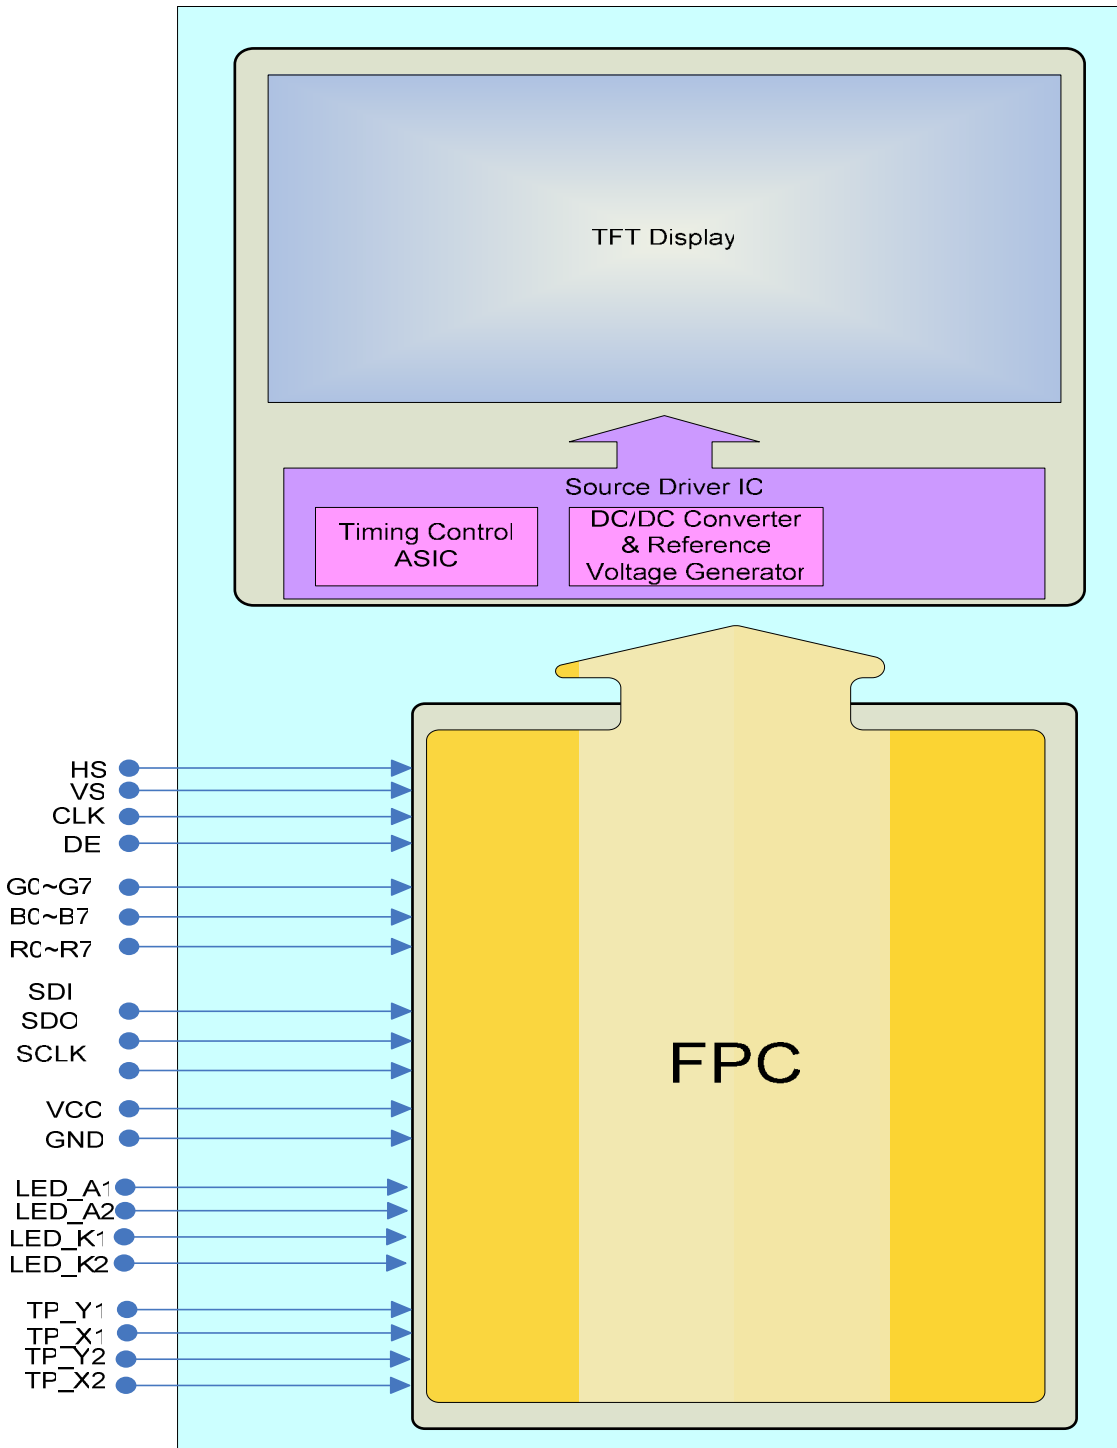 TFT Display
Source Driver IC
Timing Control
ASIC
DC/DC Converter
& Reference
Voltage Generator
HS
VS
CLK
DE
G0~G7
B0~B7
R0~R7
SDI
SDO
SCLK
VCC
GND
LED_A1
LED_A2
LED_K1
LED_K2
TP_Y1
TP_X1
TP_Y2
TP_X2
FPC